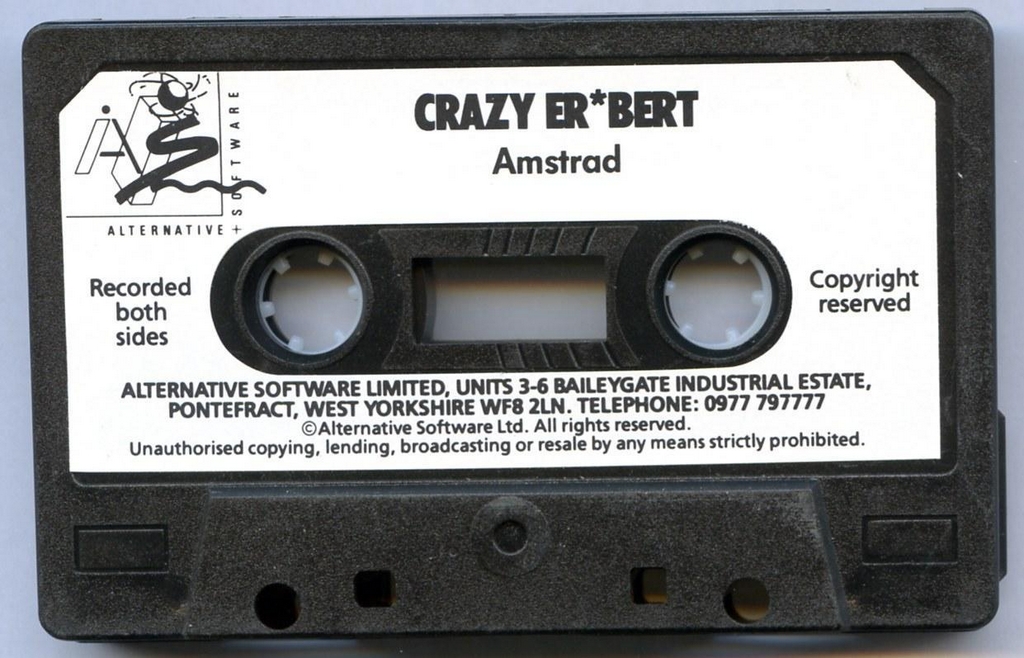 CRAZY ER*BERT
Amstrad
SOFTWARE
ALTERNATIVE +
Recorded
both
sides
Copyright
reserved
ALTERNATIVE SOFTWARE LIMITED, UNITS 3-6 BAILEYGATE INDUSTRIAL ESTATE,
PONTEFRACT, WEST YORKSHIRE WF8 2LN. TELEPHONE: 0977 797777
©Alternative Software Ltd. All rights reserved.
Unauthorised copying, lending, broadcasting or resale by any means strictly prohibited.